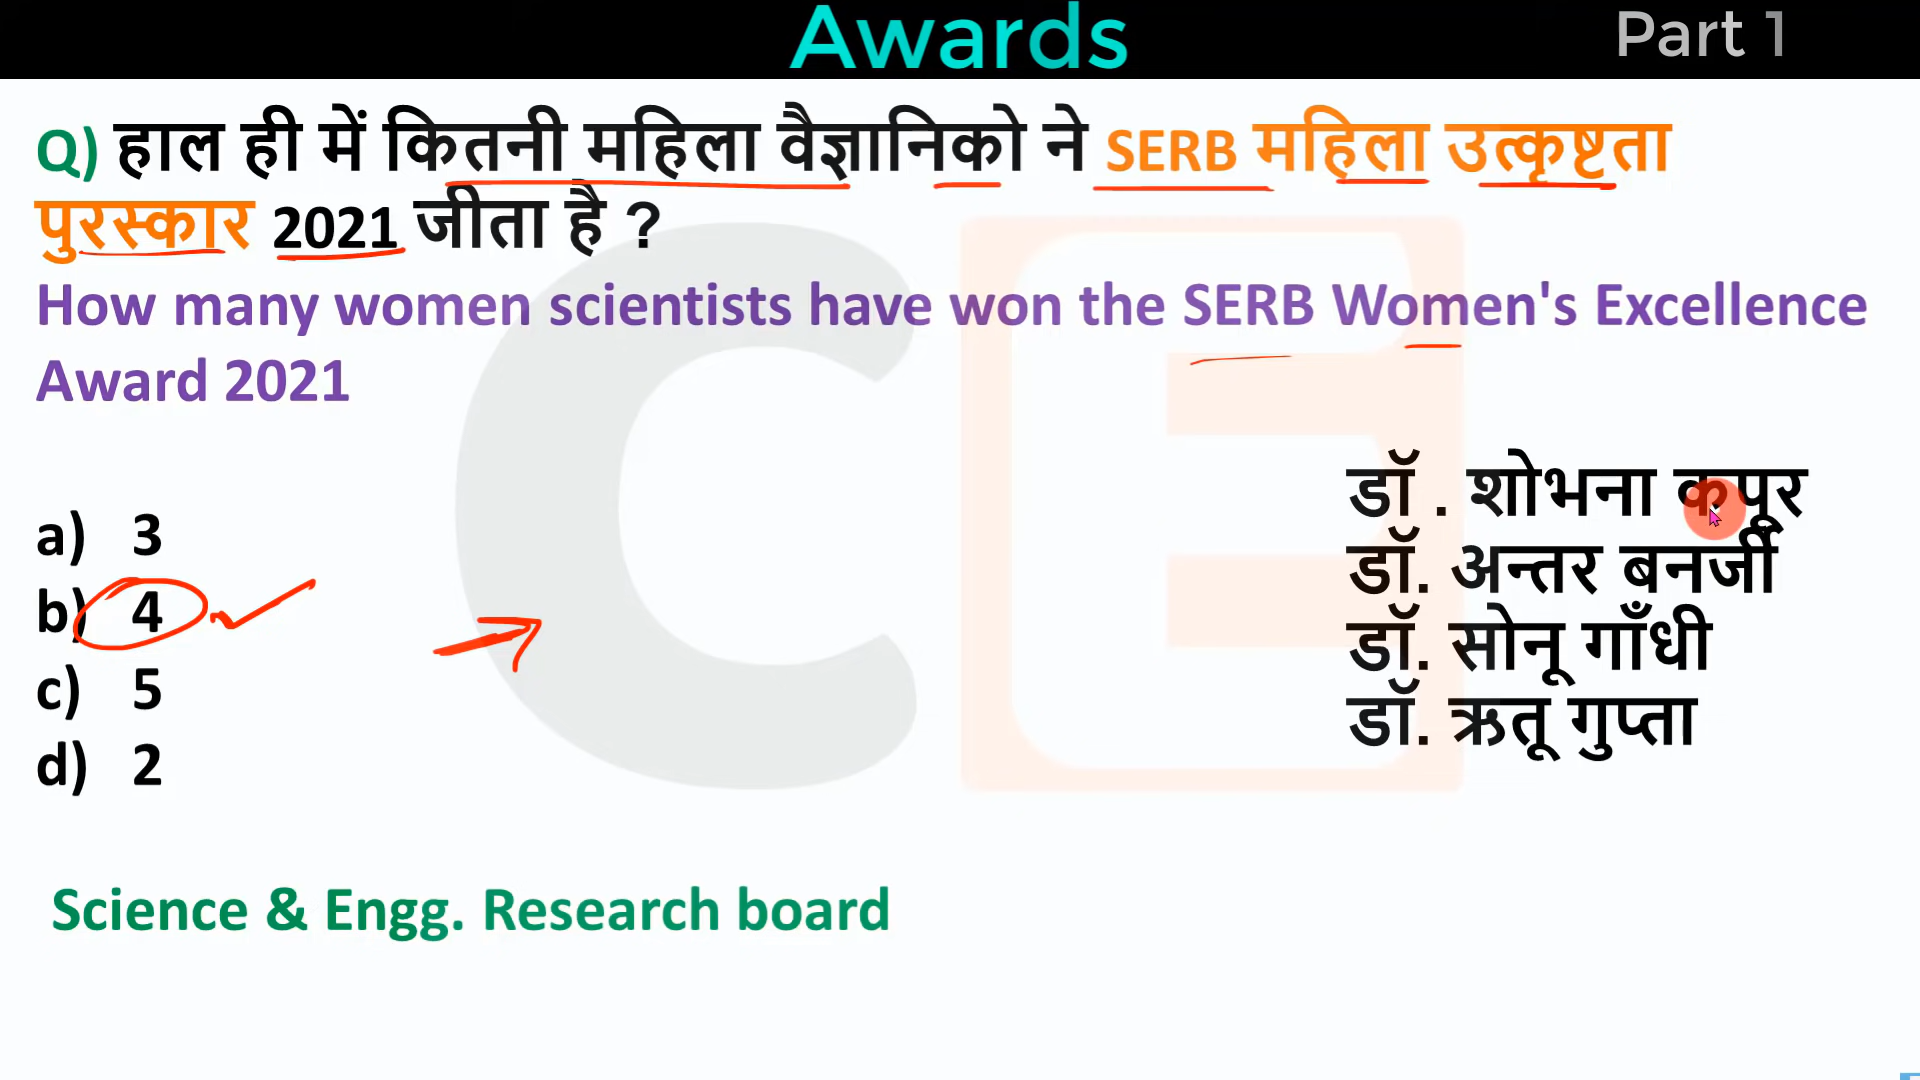 Awards
Part 1
Q) हाल ही में कितनी महिला वैज्ञानिको ने SERB महिला उत्कृष्टता
पुरस्कार 2021 जीता है ?
How many women scientists have won the SERB Women's Excellence
Award 2021
a) 3
b) 4
c) 5
d) 2
डॉ . शोभना कपूर
डॉ. अन्तर बनर्जी
डॉ. सोनू गाँधी
डॉ. ऋतू गुप्ता
Science & Engg. Research board